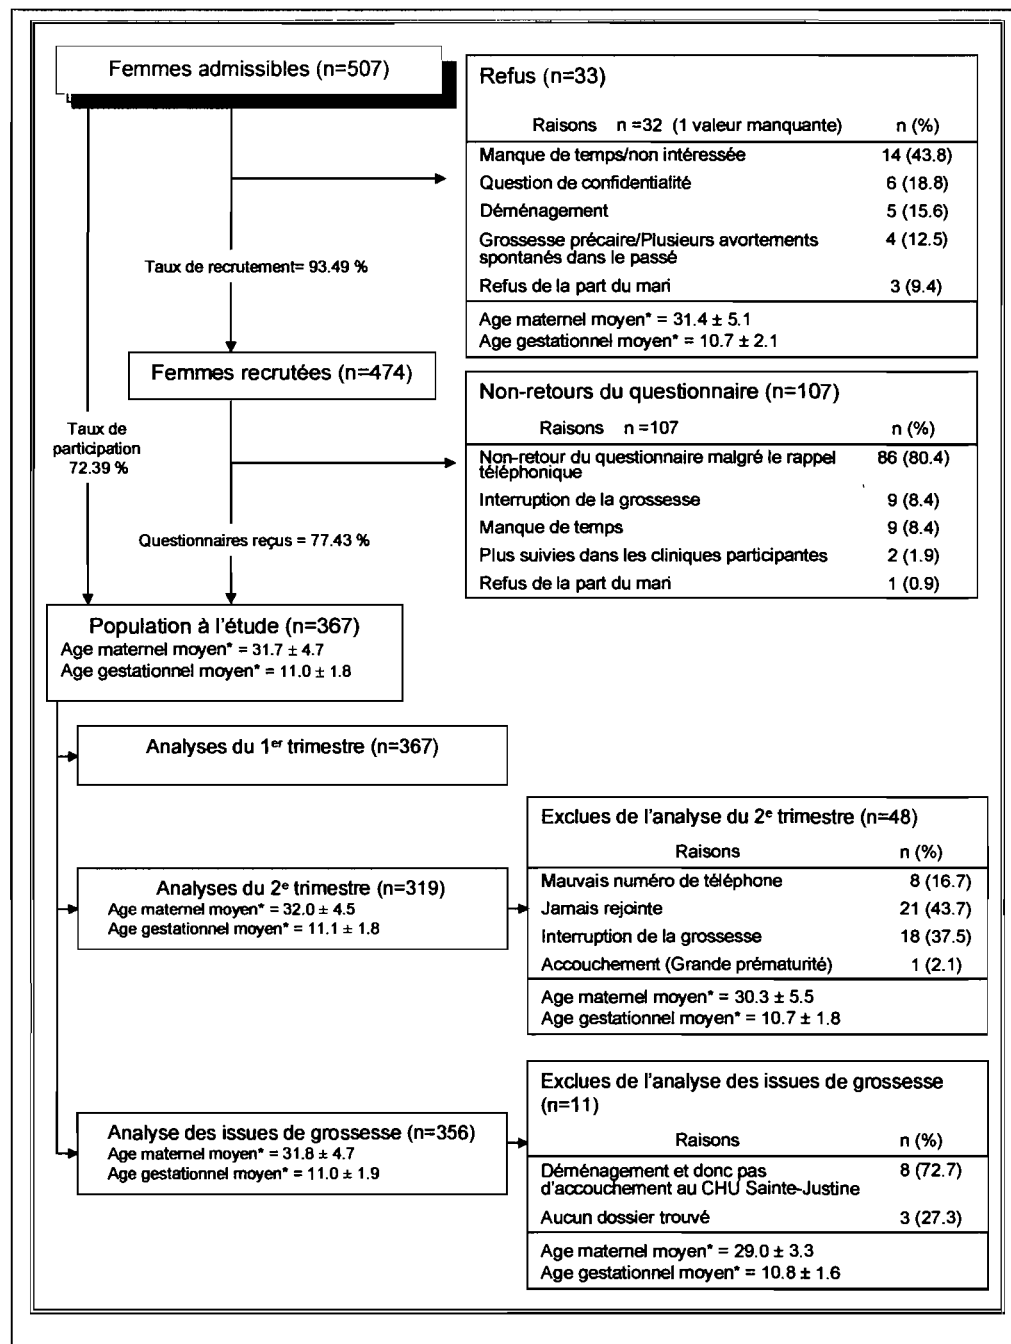 Femmes admissibles (n=507)
Refus (n=33)
Raisons n =32 (1 valeur manquante) n (%)
Manque de temps/non intéressée 14 (43.8)
Question de confidentialité 6 (18.8)
Déménagement 5 (15.6)
Grossesse précaire/Plusieurs avortements
spontanés dans le passé 4 (12.5)
Refus de la part du mari 3 (9.4)
Age maternel moyen* = 31.4 ± 5.1
Age gestationnel moyen* = 10.7 ± 2.1
Taux de recrutement= 93.49 %
Femmes recrutées (n=474)
Taux de
participation
72.39 %
Non-retours du questionnaire (n=107)
Raisons n =107 n (%)
Non-retour du questionnaire malgré le rappel 86 (80.4)
téléphonique
Interruption de la grossesse 9 (8.4)
Manque de temps 9 (8.4)
Plus suivies dans les cliniques participantes 2 (1.9)
Refus de la part du mari 1 (0.9)
Questionnaires reçus = 77.43 %
Population à l'étude (n=367)
Age maternel moyen* = 31.7 ± 4.7
Age gestationnel moyen* = 11.0 ± 1.8
Analyses du 1er trimestre (n=367)
Analyses du 2e trimestre (n=319)
Age maternel moyen* = 32.0 ± 4.5
Age gestationnel moyen* = 11.1 ± 1.8
Exclues de l'analyse du 2e trimestre (n=48)
Raisons n (%)
Mauvais numéro de téléphone 8 (16.7)
Jamais rejointe 21 (43.7)
Interruption de la grossesse 18 (37.5)
Accouchement (Grande prématurité) 1 (2.1)
Age maternel moyen* = 30.3 ± 5.5
Age gestationnel moyen* = 10.7 ± 1.8
Analyse des issues de grossesse (n=356)
Age maternel moyen* = 31.8 ± 4.7
Age gestationnel moyen* = 11.0 ± 1.9
Exclues de l'analyse des issues de grossesse
(n=11)
Raisons n (%)
Déménagement et donc pas 8 (72.7)
d'accouchement au CHU Sainte-Justine
Aucun dossier trouvé 3 (27.3)
Age maternel moyen* = 29.0 ± 3.3
Age gestationnel moyen* = 10.8 ± 1.6